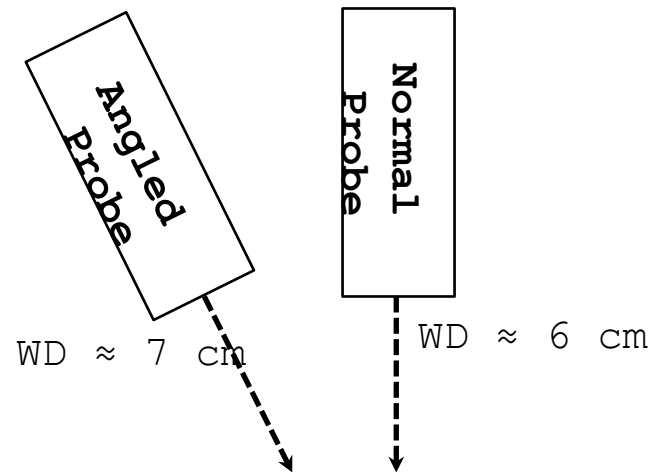 Angled
Probe
Normal
Probe
WD ≈ 7 cm
WD ≈ 6 cm